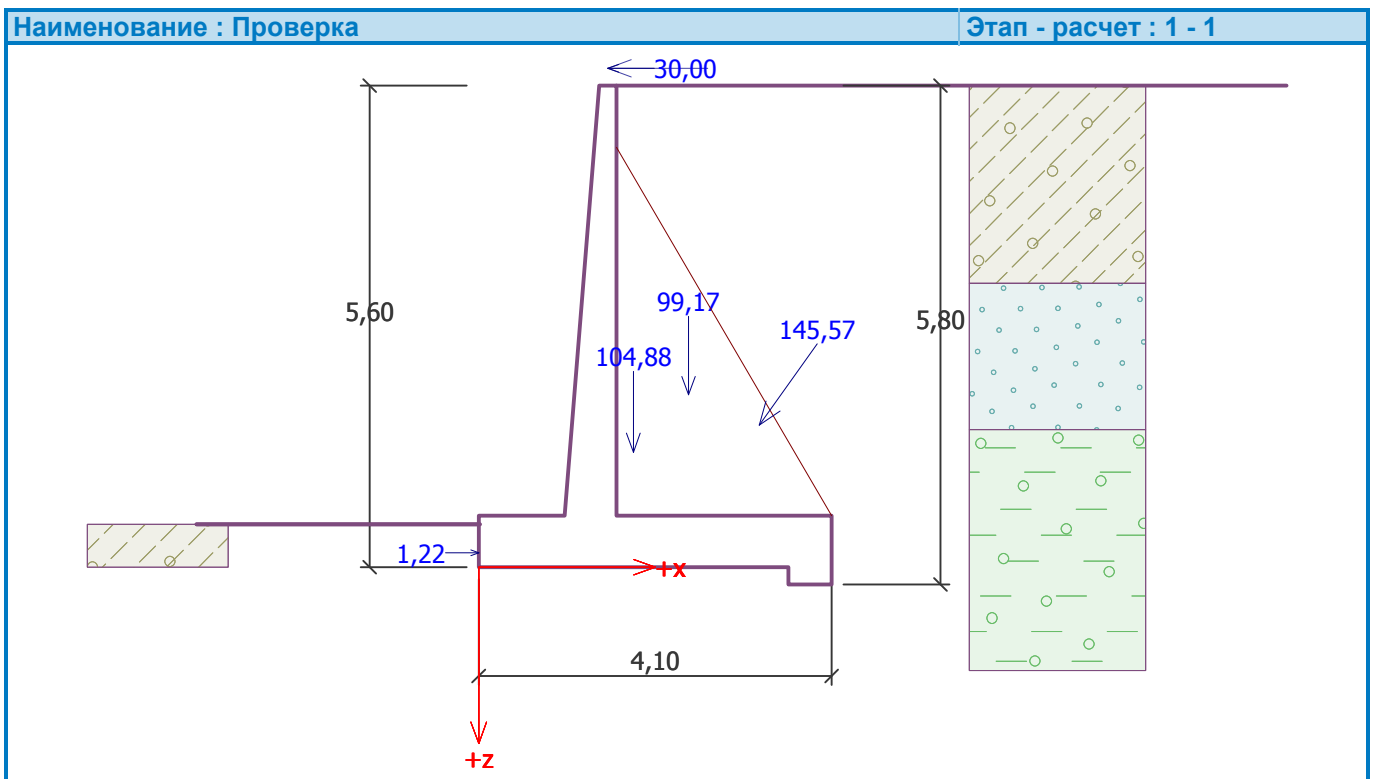 Наименование : Проверка
Этап - расчет : 1 - 1
30,00
5,60
99,17
5,80
145,57
104,88
1,22
+x
4,10
+z